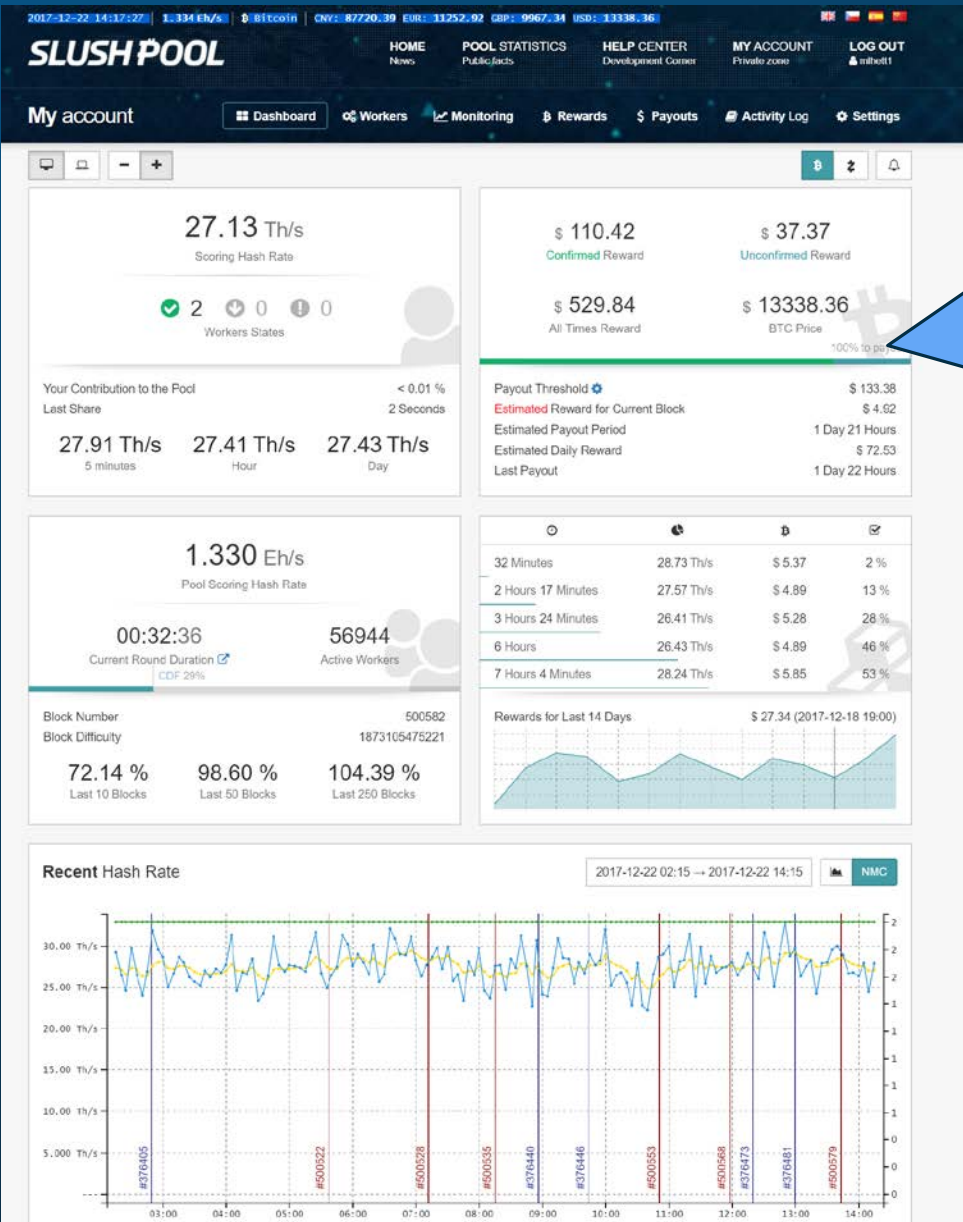 2017-12-22 14:17:27 | 1.334 Eh/s | ₿ Bitcoin | CNY: 87720.39 EUR: 11252.92 GBP: 9967.34 USD: 13338.36
SLUSH POOL
HOME POOL STATISTICS HELP CENTER MY ACCOUNT LOG OUT
News Public facts Development Corner Private zone mlhett1
My account Dashboard Workers Monitoring Rewards $ Payouts Activity Log Settings
27.13 Th/s
Scoring Hash Rate
2 0 0
Workers States
Your Contribution to the Pool < 0.01 %
Last Share 2 Seconds
27.91 Th/s 27.41 Th/s 27.43 Th/s
5 minutes Hour Day
$ 110.42 $ 37.37
Confirmed Reward Unconfirmed Reward
$ 529.84 $ 13338.36
All Times Reward BTC Price
100% to
Payout Threshold $ 133.38
Estimated Reward for Current Block $ 4.92
Estimated Payout Period 1 Day 21 Hours
Estimated Daily Reward $ 72.53
Last Payout 1 Day 22 Hours
1.330 Eh/s
Pool Scoring Hash Rate
00:32:36 56944
Current Round Duration Active Workers
CDF 29%
Block Number 500582
Block Difficulty 1873105475221
72.14 % 98.60 % 104.39 %
Last 10 Blocks Last 50 Blocks Last 250 Blocks
32 Minutes 28.73 Th/s $ 5.37 2 %
2 Hours 17 Minutes 27.57 Th/s $ 4.89 13 %
3 Hours 24 Minutes 26.41 Th/s $ 5.28 28 %
6 Hours 26.43 Th/s $ 4.89 46 %
7 Hours 4 Minutes 28.24 Th/s $ 5.85 53 %
Rewards for Last 14 Days $ 27.34 (2017-12-18 19:00)
Recent Hash Rate 2017-12-22 02:15 → 2017-12-22 14:15 NMC
30.00 Th/s
25.00 Th/s
20.00 Th/s
15.00 Th/s
10.00 Th/s
5.000 Th/s
2
2
2
1
1
1
1
1
0
0
0
#376405 #500522 #500528 #500535 #376440 #376446 #500553 #500568 #376473 #376481 #500579
03:00 04:00 05:00 06:00 07:00 08:00 09:00 10:00 11:00 12:00 13:00 14:00